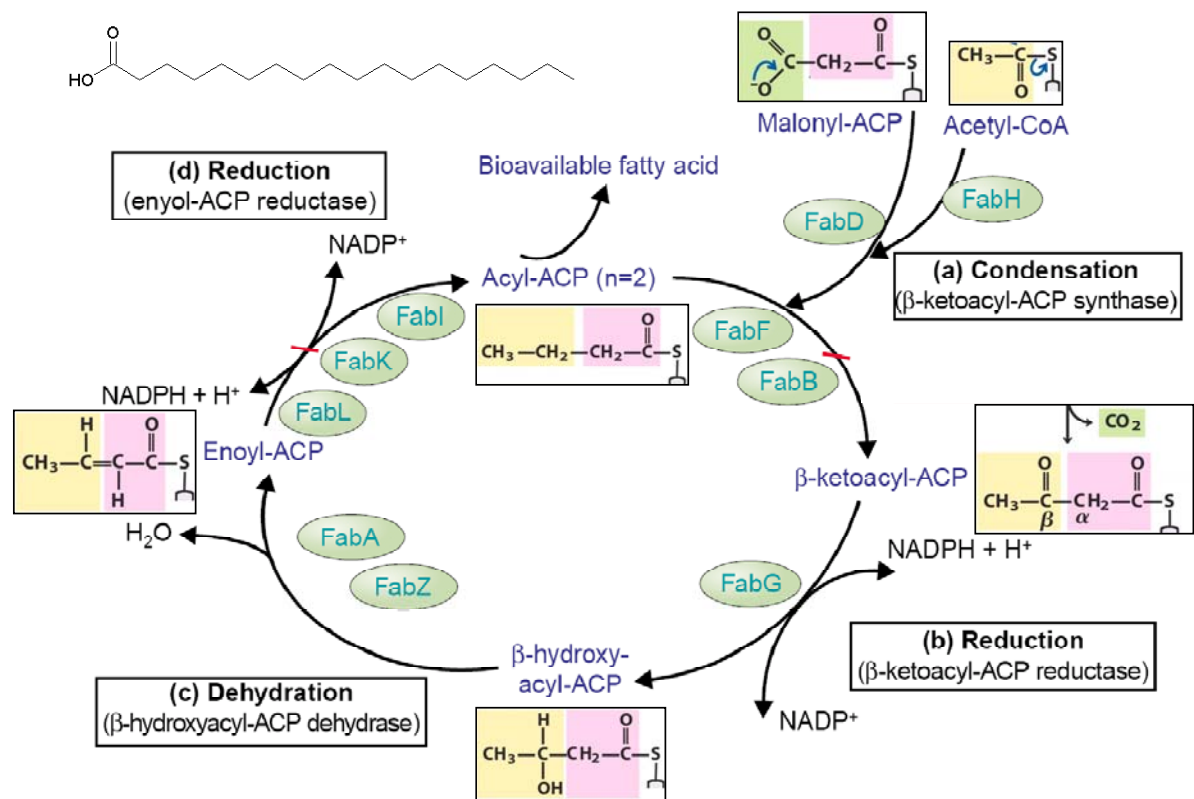 O
HO
O
C
⁻O
CH₂
O
C
S
Malonyl-ACP
CH₃
C
O
S
Acetyl-CoA
(d) Reduction
(enyol-ACP reductase)
Bioavailable fatty acid
FabD
FabH
NADP⁺
Acyl-ACP (n=2)
(a) Condensation
(β-ketoacyl-ACP synthase)
FabI
FabK
FabL
O
CH₃—CH₂—CH₂—C—S
FabF
FabB
NADPH + H⁺
H
O
CH₃—C=C—C—S
H
Enoyl-ACP
CO₂
β-ketoacyl-ACP
O
O
CH₃—C—CH₂—C—S
β
α
H₂O
FabA
FabZ
FabG
NADPH + H⁺
(b) Reduction
(β-ketoacyl-ACP reductase)
β-hydroxy-
acyl-ACP
(c) Dehydration
(β-hydroxyacyl-ACP dehydrase)
NADP⁺
H
O
CH₃—C—CH₂—C—S
OH